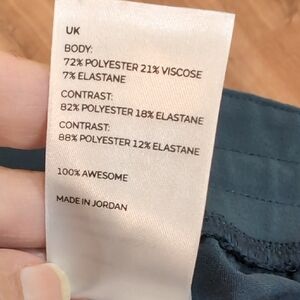 UK
BODY:
72% POLYESTER 21% VISCOSE
7% ELASTANE
CONTRAST:
82% POLYESTER 18% ELASTANE
CONTRAST:
88% POLYESTER 12% ELASTANE
100% AWESOME
MADE IN JORDAN